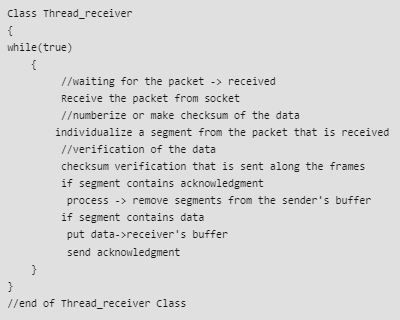 Class Thread_receiver
{
while(true)
{
//waiting for the packet -> received
Receive the packet from socket
//numberize or make checksum of the data
individualize a segment from the packet that is received
//verification of the data
checksum verification that is sent along the frames
if segment contains acknowledgment
process -> remove segments from the sender's buffer
if segment contains data
put data->receiver's buffer
send acknowledgment
}
}
//end of Thread_receiver Class